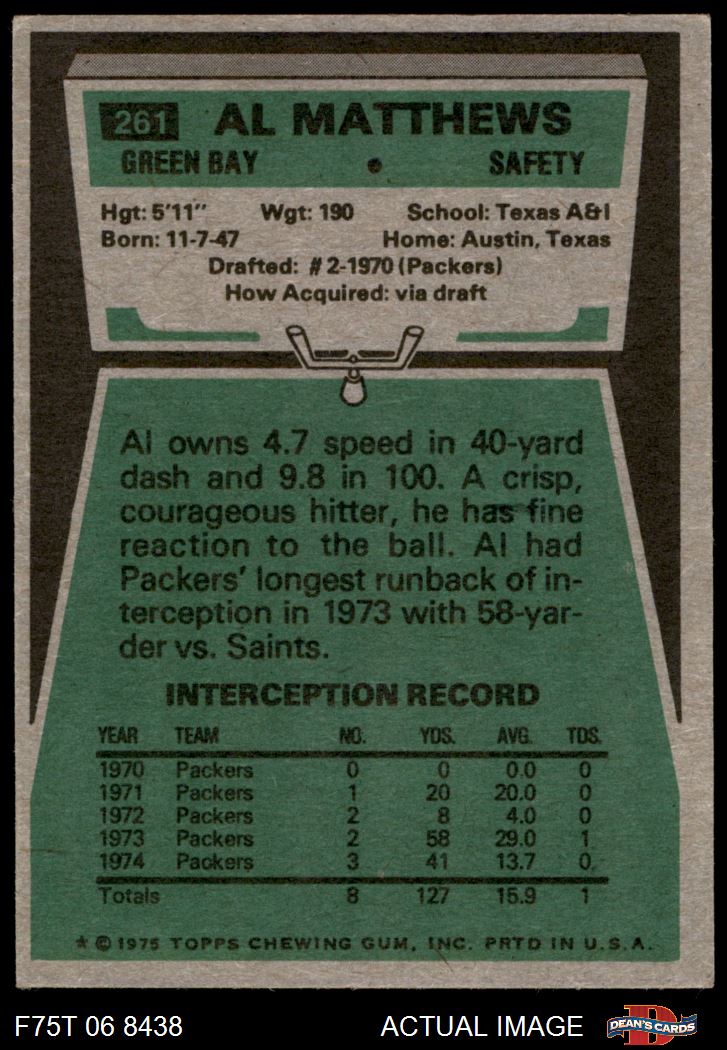 261 AL MATTHEWS
GREEN BAY • SAFETY
Hgt: 5'11" Wgt: 190 School: Texas A&I
Born: 11-7-47 Home: Austin, Texas
Drafted: #2-1970 (Packers)
How Acquired: via draft
Al owns 4.7 speed in 40-yard
dash and 9.8 in 100. A crisp,
courageous hitter, he has fine
reaction to the ball. Al had
Packers' longest runback of in-
terception in 1973 with 58-yar-
der vs. Saints.
INTERCEPTION RECORD
YEAR TEAM NO. YDS. AVG. TDS.
1970 Packers 0 0 0.0 0
1971 Packers 1 20 20.0 0
1972 Packers 2 8 4.0 0
1973 Packers 2 58 29.0 1
1974 Packers 3 41 13.7 0
Totals 8 127 15.9 1
* © 1975 TOPPS CHEWING GUM, INC. PRTD IN U.S.A.
F75T 06 8438 ACTUAL IMAGE D DEAN'S CARDS